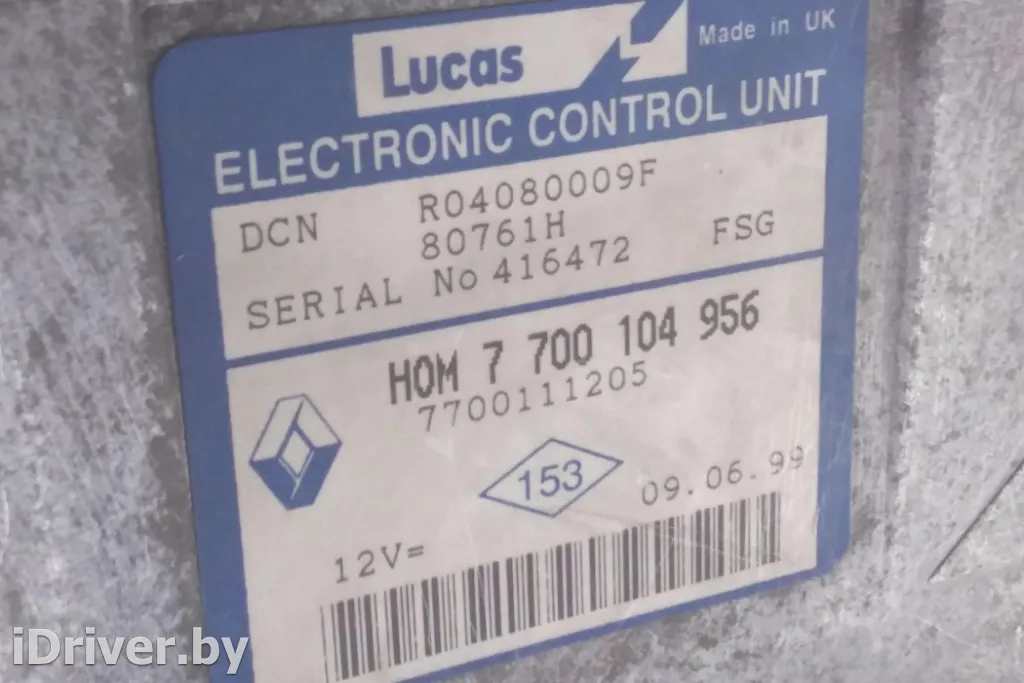 Lucas
Made in UK
ELECTRONIC CONTROL UNIT
DCN R04080009F
80761H
SERIAL No 416472 FSG
HOM 7 700 104 956
7700111205
153
09.06.99
12V=
iDriver.by